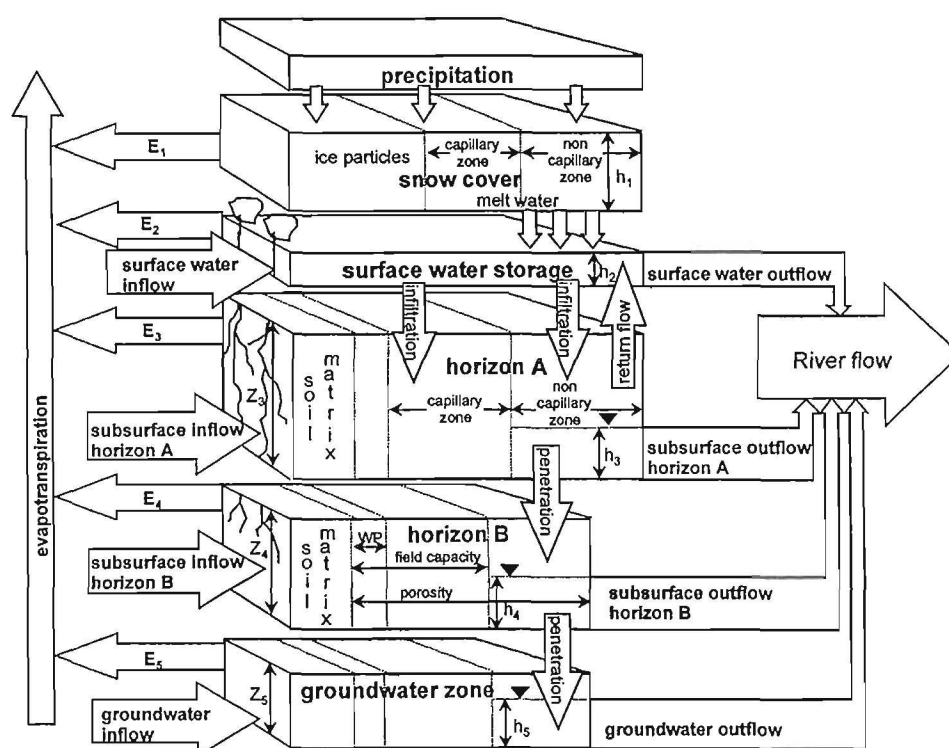 precipitation
E1
ice particles
capillary
zone
non
capillary
zone
h1
snow cover
melt water
E2
surface water
inflow
surface water storage
h2
surface water outflow
infiltration
infiltration
return flow
E3
Z3
soil
matrix
horizon A
capillary
zone
non
capillary
zone
h3
River flow
subsurface inflow
horizon A
subsurface outflow
horizon A
penetration
evapotranspiration
E4
Z4
soil
matrix
WP
horizon B
field capacity
porosity
h4
subsurface inflow
horizon B
subsurface outflow
horizon B
penetration
E5
Z5
groundwater zone
h5
groundwater
inflow
groundwater outflow